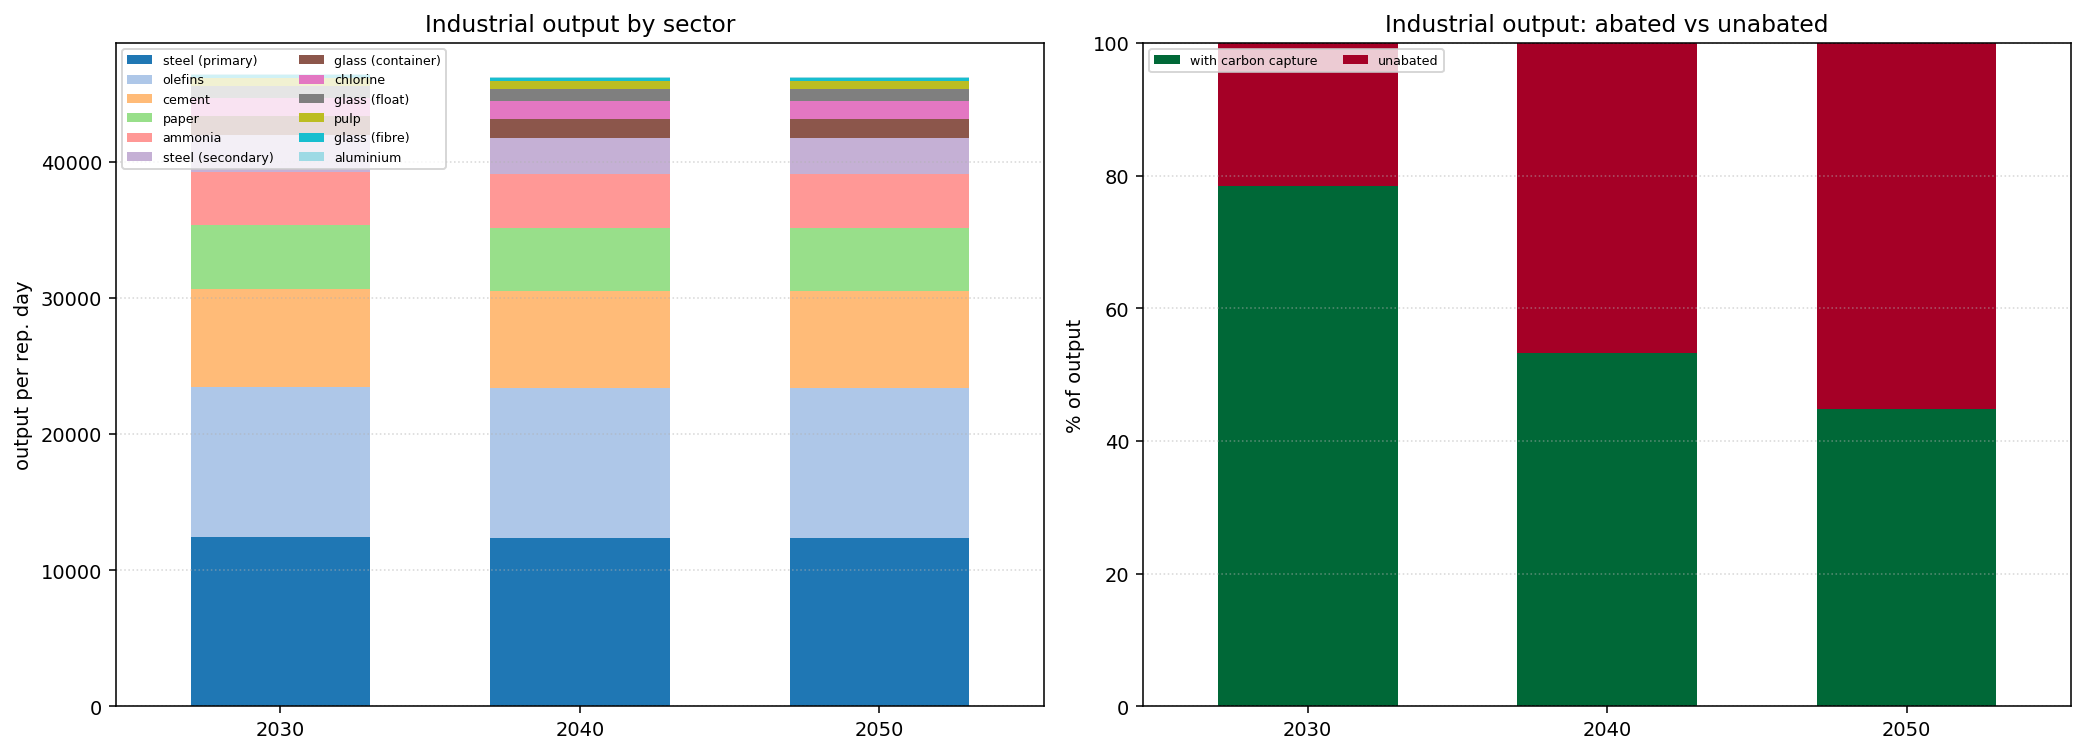 Industrial output by sector
steel (primary)
olefins
cement
paper
ammonia
steel (secondary)
glass (container)
chlorine
glass (float)
pulp
glass (fibre)
aluminium
output per rep. day
40000
30000
20000
10000
0
2030 2040 2050
Industrial output: abated vs unabated
with carbon capture unabated
% of output
100
80
60
40
20
0
2030 2040 2050